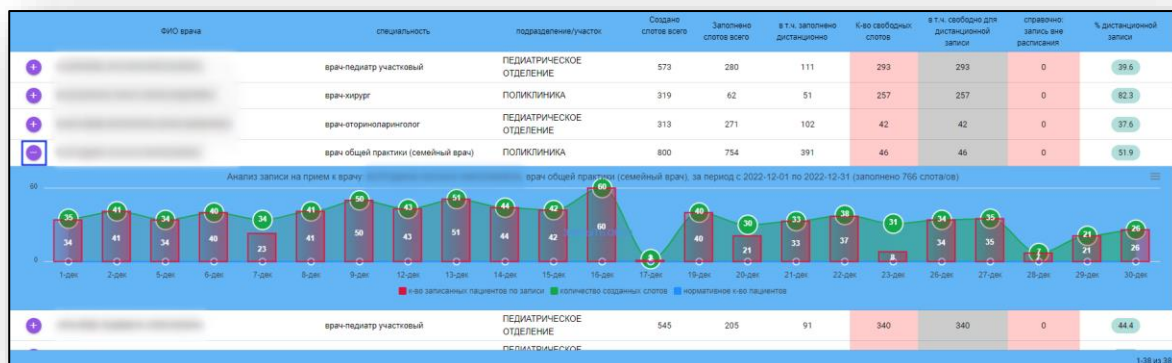 ФИО врача специальность подразделение/участок Создано слотов всего Заполнено слотов всего в т.ч. заполнено дистанционно К-во свободных слотов в т.ч. свободно для дистанционной записи справочно: запись вне расписания % дистанционной записи
врач-педиатр участковый ПЕДИАТРИЧЕСКОЕ ОТДЕЛЕНИЕ 573 280 111 293 293 0 39.6
врач-хирург ПОЛИКЛИНИКА 319 62 51 257 257 0 82.3
врач-оториноларинголог ПЕДИАТРИЧЕСКОЕ ОТДЕЛЕНИЕ 313 271 102 42 42 0 37.6
врач общей практики (семейный врач) ПОЛИКЛИНИКА 800 754 391 46 46 0 51.9
Анализ записи на прием к врачу врач общей практики (семейный врач), за период с 2022-12-01 по 2022-12-31 (заполнено 766 слота/ов)
60
35 41 34 40 34 41 50 43 51 44 42 60 40 30 33 38 31 34 35 7 21 26
34 41 34 40 23 41 50 43 51 44 42 60 40 21 33 37 8 34 35 21 26
0
1-дек 2-дек 5-дек 6-дек 7-дек 8-дек 9-дек 12-дек 13-дек 14-дек 15-дек 16-дек 17-дек 19-дек 20-дек 21-дек 22-дек 23-дек 26-дек 27-дек 28-дек 29-дек 30-дек
к-во записанных пациентов по записи количество созданных слотов нормативное к-во пациентов
врач-педиатр участковый ПЕДИАТРИЧЕСКОЕ ОТДЕЛЕНИЕ 545 205 91 340 340 0 44.4
ПЕДИАТРИЧЕСКОЕ
1-38 из 38